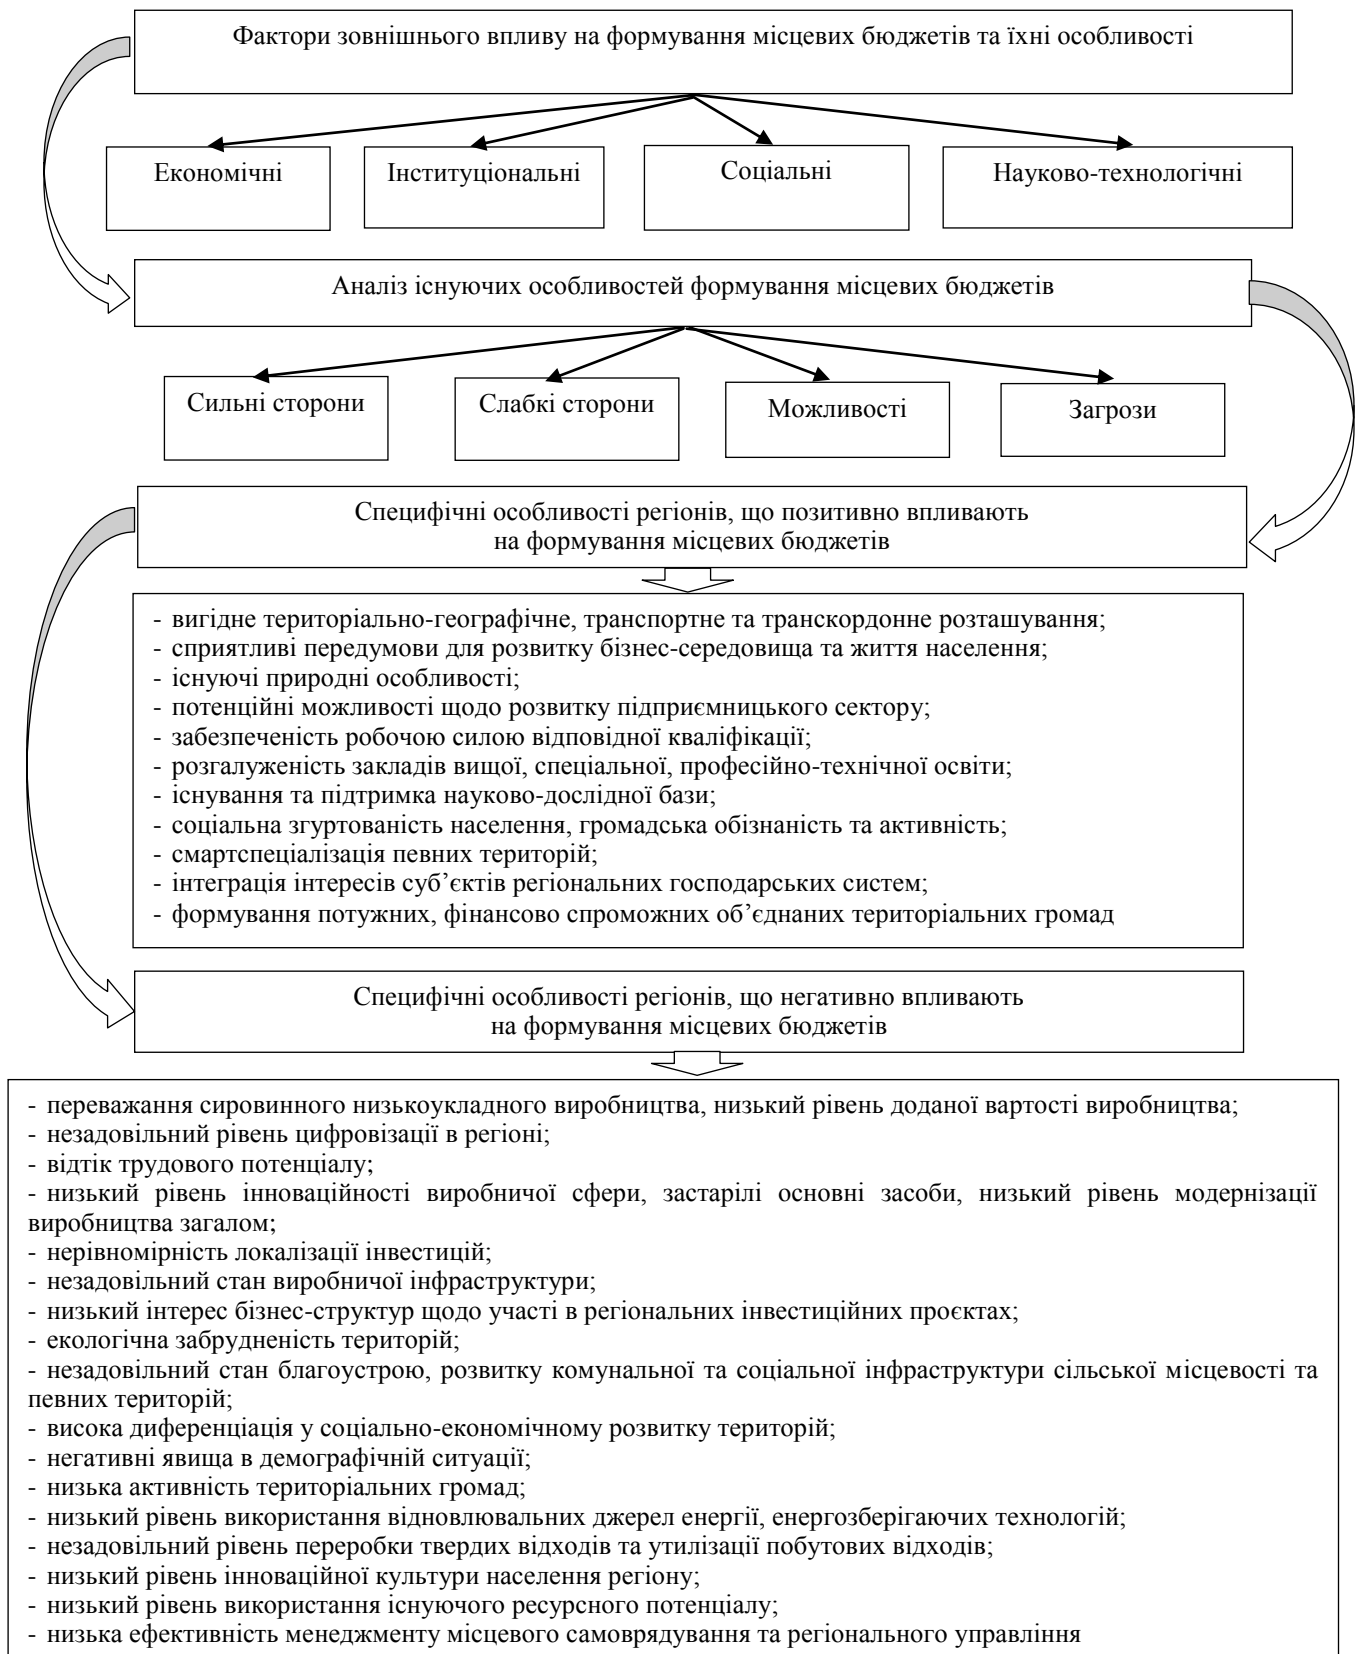 Фактори зовнішнього впливу на формування місцевих бюджетів та їхні особливості
Економічні
Інституціональні
Соціальні
Науково-технологічні
Аналіз існуючих особливостей формування місцевих бюджетів
Сильні сторони
Слабкі сторони
Можливості
Загрози
Специфічні особливості регіонів, що позитивно впливають
на формування місцевих бюджетів
- вигідне територіально-географічне, транспортне та транскордонне розташування;
- сприятливі передумови для розвитку бізнес-середовища та життя населення;
- існуючі природні особливості;
- потенційні можливості щодо розвитку підприємницького сектору;
- забезпеченість робочою силою відповідної кваліфікації;
- розгалуженість закладів вищої, спеціальної, професійно-технічної освіти;
- існування та підтримка науково-дослідної бази;
- соціальна згуртованість населення, громадська обізнаність та активність;
- смартспеціалізація певних територій;
- інтеграція інтересів суб’єктів регіональних господарських систем;
- формування потужних, фінансово спроможних об’єднаних територіальних громад
Специфічні особливості регіонів, що негативно впливають
на формування місцевих бюджетів
- переважання сировинного низькоукладного виробництва, низький рівень доданої вартості виробництва;
- незадовільний рівень цифровізації в регіоні;
- відтік трудового потенціалу;
- низький рівень інноваційності виробничої сфери, застарілі основні засоби, низький рівень модернізації
виробництва загалом;
- нерівномірність локалізації інвестицій;
- незадовільний стан виробничої інфраструктури;
- низький інтерес бізнес-структур щодо участі в регіональних інвестиційних проєктах;
- екологічна забрудненість територій;
- незадовільний стан благоустрою, розвитку комунальної та соціальної інфраструктури сільської місцевості та
певних територій;
- висока диференціація у соціально-економічному розвитку територій;
- негативні явища в демографічній ситуації;
- низька активність територіальних громад;
- низький рівень використання відновлювальних джерел енергії, енергозберігаючих технологій;
- незадовільний рівень переробки твердих відходів та утилізації побутових відходів;
- низький рівень інноваційної культури населення регіону;
- низький рівень використання існуючого ресурсного потенціалу;
- низька ефективність менеджменту місцевого самоврядування та регіонального управління